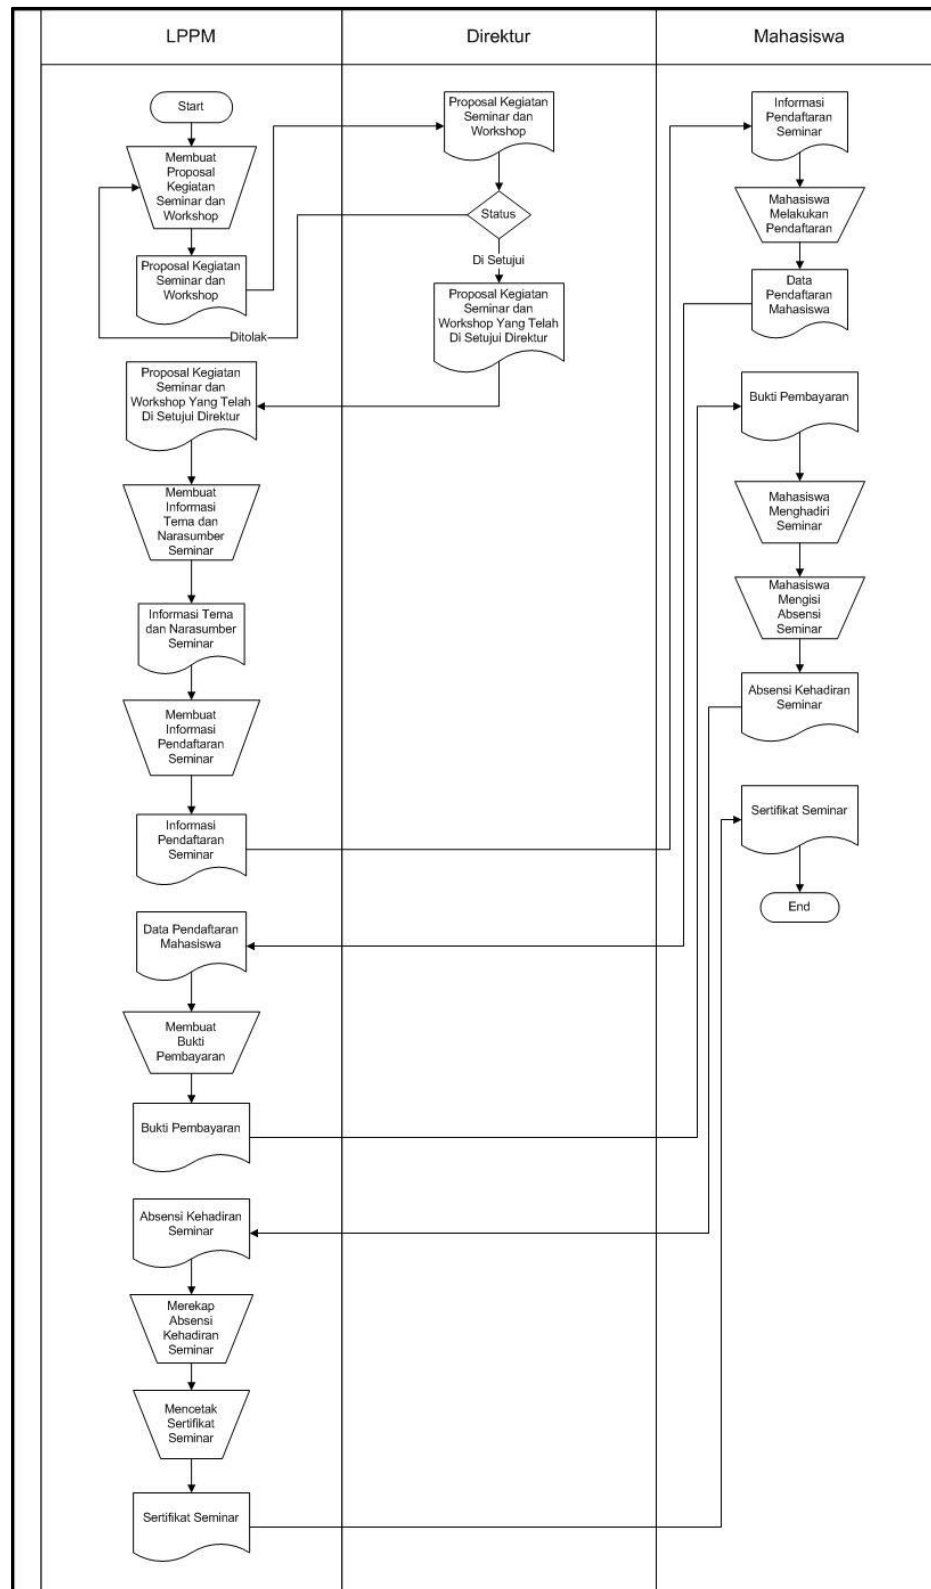 LPPM
Direktur
Mahasiswa
Start
Membuat
Proposal
Kegiatan
Seminar dan
Workshop
Proposal Kegiatan
Seminar dan
Workshop
Ditolak
Proposal Kegiatan
Seminar dan
Workshop Yang Telah
Di Setujui Direktur
Membuat
Informasi
Tema dan
Narasumber
Seminar
Informasi Tema
dan Narasumber
Seminar
Membuat
Informasi
Pendaftaran
Seminar
Informasi
Pendaftaran
Seminar
Data Pendaftaran
Mahasiswa
Membuat
Bukti
Pembayaran
Bukti Pembayaran
Absensi Kehadiran
Seminar
Merekap
Absensi
Kehadiran
Seminar
Mencetak
Sertifikat
Seminar
Sertifikat Seminar
Proposal Kegiatan
Seminar dan
Workshop
Status
Di Setujui
Proposal Kegiatan
Seminar dan
Workshop Yang Telah
Di Setujui Direktur
Informasi
Pendaftaran
Seminar
Mahasiswa
Melakukan
Pendaftaran
Data
Pendaftaran
Mahasiswa
Bukti Pembayaran
Mahasiswa
Menghadiri
Seminar
Mahasiswa
Mengisi
Absensi
Seminar
Absensi Kehadiran
Seminar
Sertifikat Seminar
End